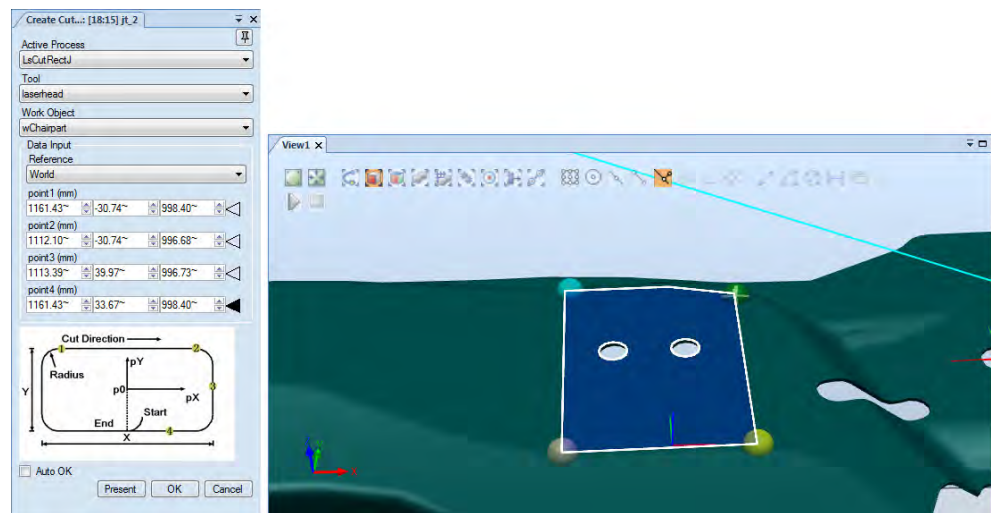 Create Cut...: [18:15] jt_2
Active Process
LsCutRectJ
Tool
laserhead
Work Object
wChairpart
Data Input
Reference
World
point1 (mm)
1161.43~ -30.74~ 998.40~
point2 (mm)
1112.10~ -30.74~ 996.68~
point3 (mm)
1113.39~ 39.97~ 996.73~
point4 (mm)
1161.43~ 33.67~ 998.40~
Cut Direction
1 2
pY
Radius
Y p0 3
pX
Start
End 4
X
Auto OK
Present OK Cancel
View1
X